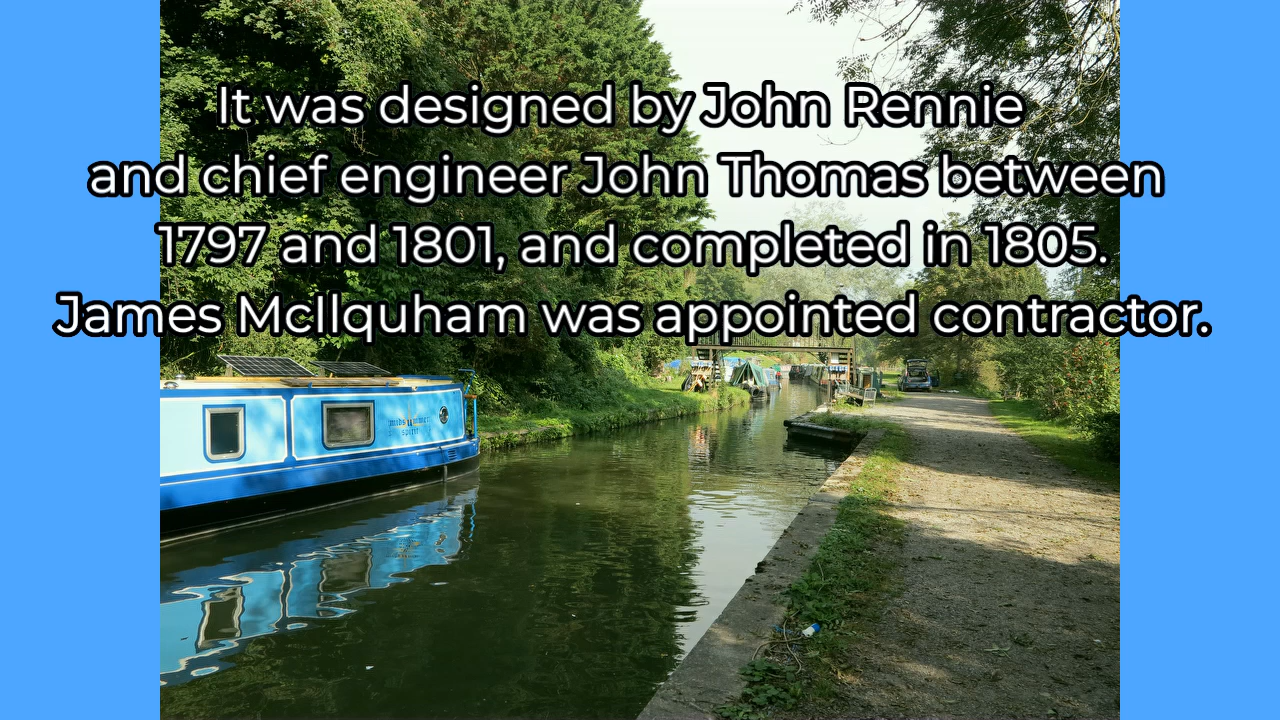 It was designed by John Rennie
and chief engineer John Thomas between
1797 and 1801, and completed in 1805.
James McIlquham was appointed contractor.